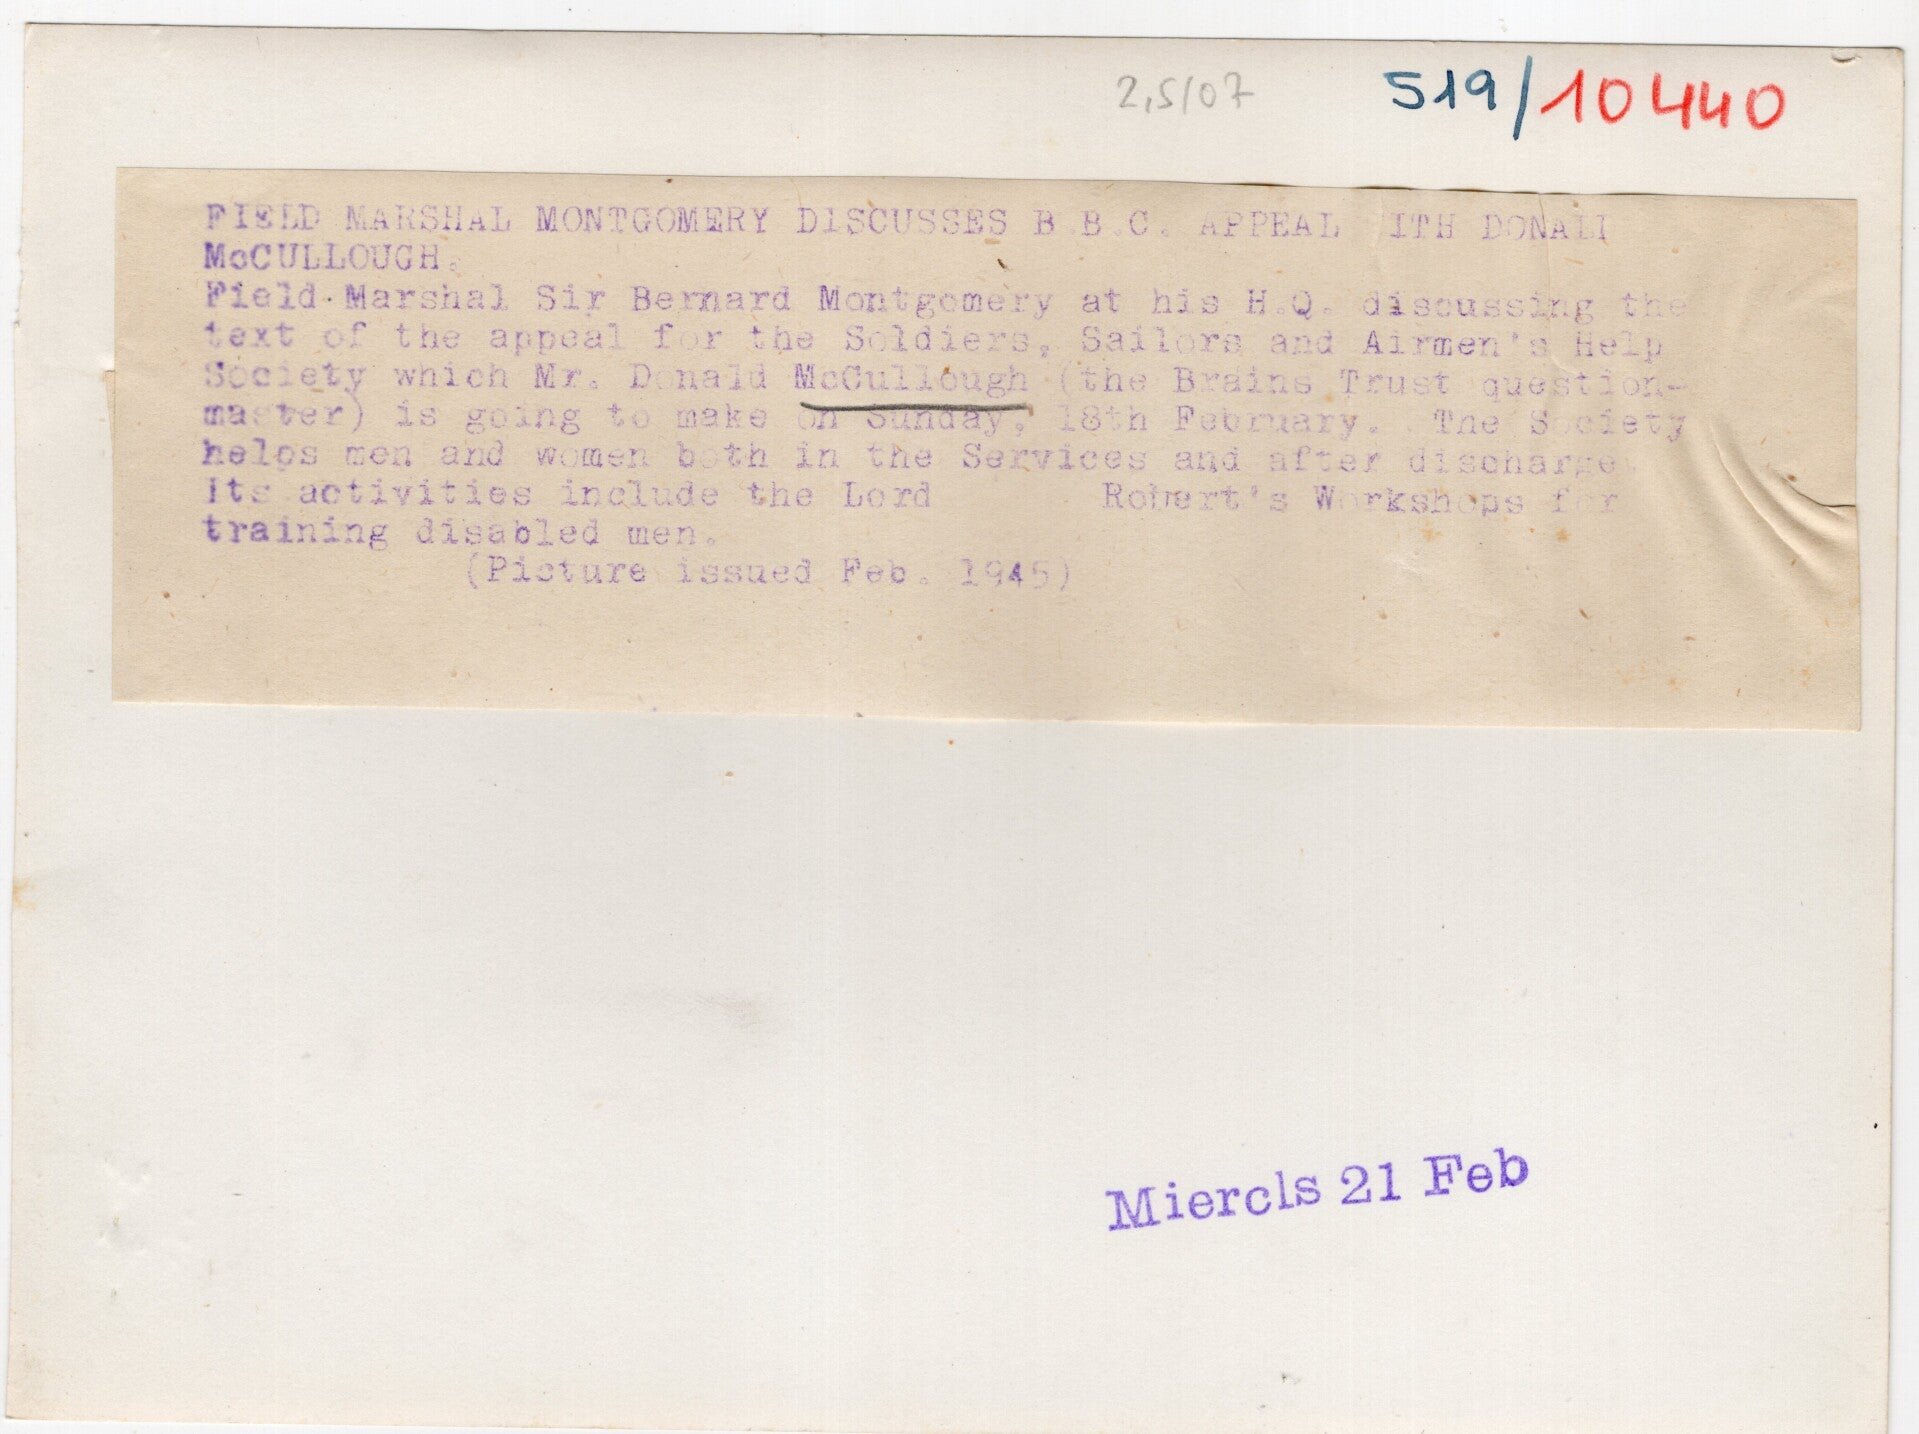 2,5/07
519/10440
FIELD MARSHAL MONTGOMERY DISCUSSES B.B.C. APPEAL ITH DONALD
McCULLOUGH.
Field Marshal Sir Bernard Montgomery at his H.Q. discussing the
text of the appeal for the Soldiers, Sailors and Airmen's Help
Society which Mr. Donald McCullough (the Brains Trust question-
master) is going to make on Sunday, 18th February. The Society
helps men and women both in the Services and after discharge.
Its activities include the Lord Robert's Workshops for
training disabled men.
(Picture issued Feb. 1945)
Miercls 21 Feb